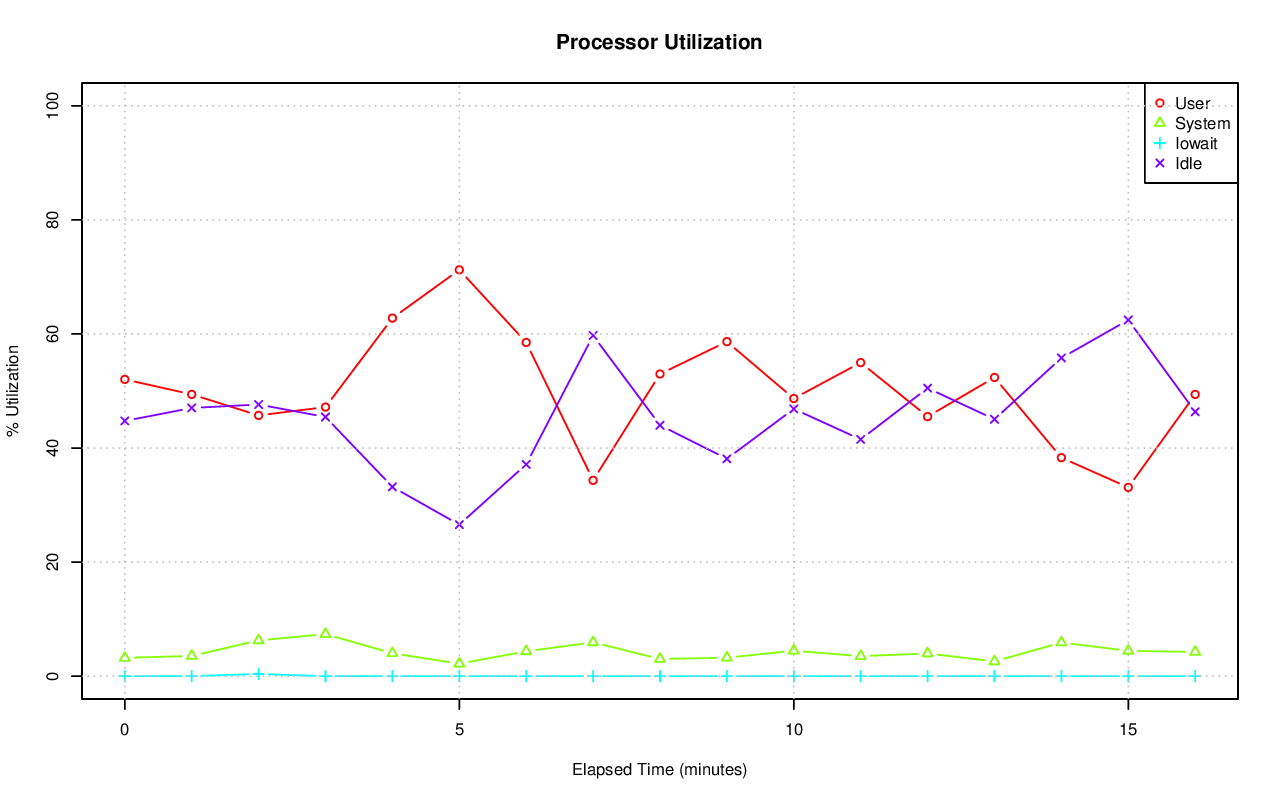 Processor Utilization
% Utilization
100
80
60
40
20
0
User
System
Iowait
Idle
0 5 10 15
Elapsed Time (minutes)